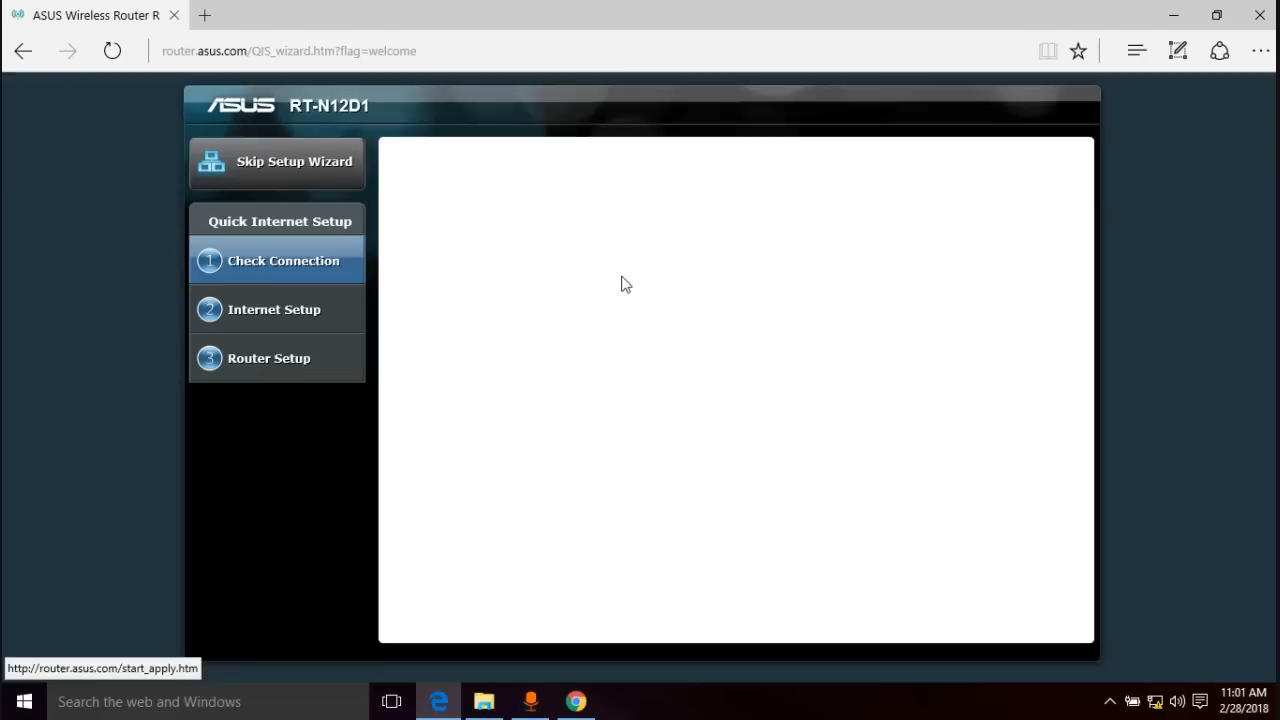 ASUS Wireless Router R
router.asus.com/QIS_wizard.htm?flag=welcome
ASUS RT-N12D1
Skip Setup Wizard
Quick Internet Setup
1 Check Connection
2 Internet Setup
3 Router Setup
http://router.asus.com/start_apply.htm
Search the web and Windows
11:01 AM
2/28/2018